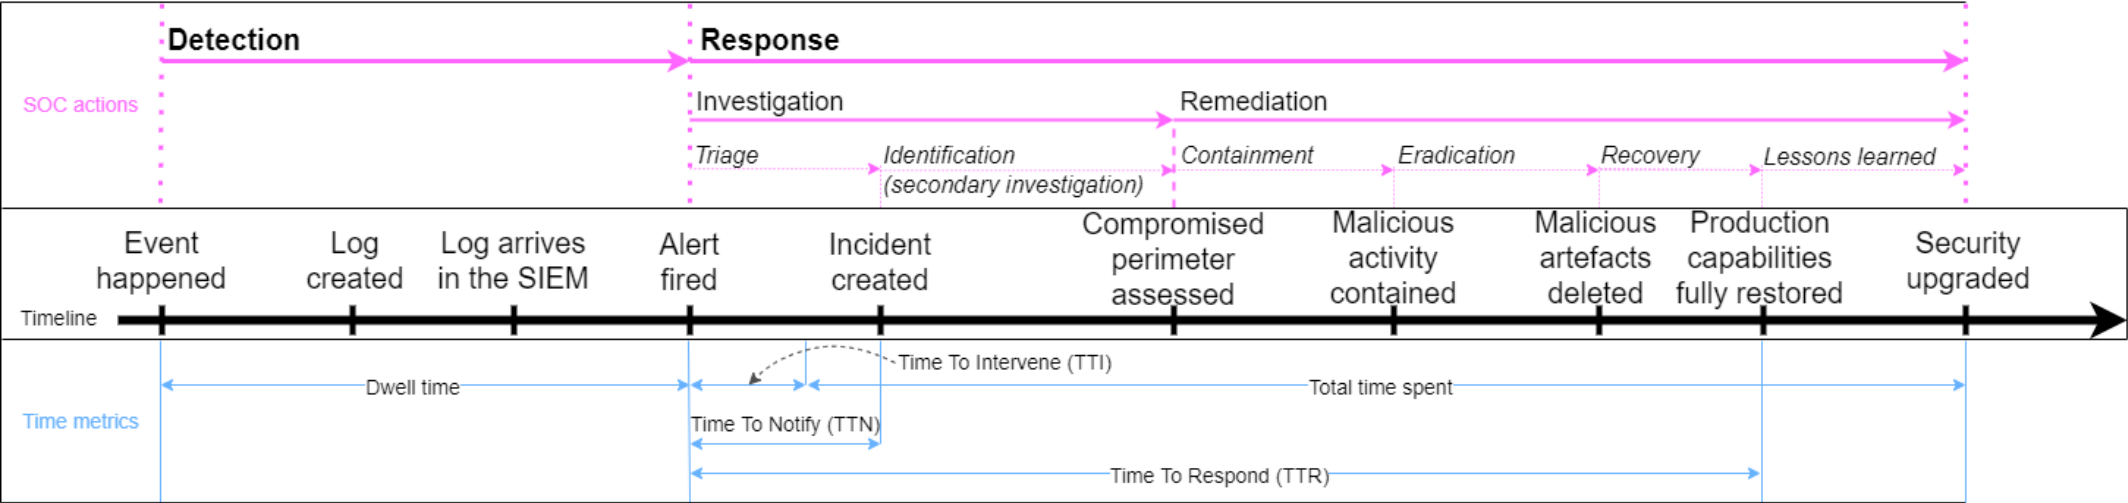 Detection
Response
SOC actions
Investigation
Remediation
Triage
Identification
(secondary investigation)
Containment
Eradication
Recovery
Lessons learned
Event
happened
Log
created
Log arrives
in the SIEM
Alert
fired
Incident
created
Compromised
perimeter
assessed
Malicious
activity
contained
Malicious
artefacts
deleted
Production
capabilities
fully restored
Security
upgraded
Timeline
Time To Intervene (TTI)
Dwell time
Total time spent
Time metrics
Time To Notify (TTN)
Time To Respond (TTR)